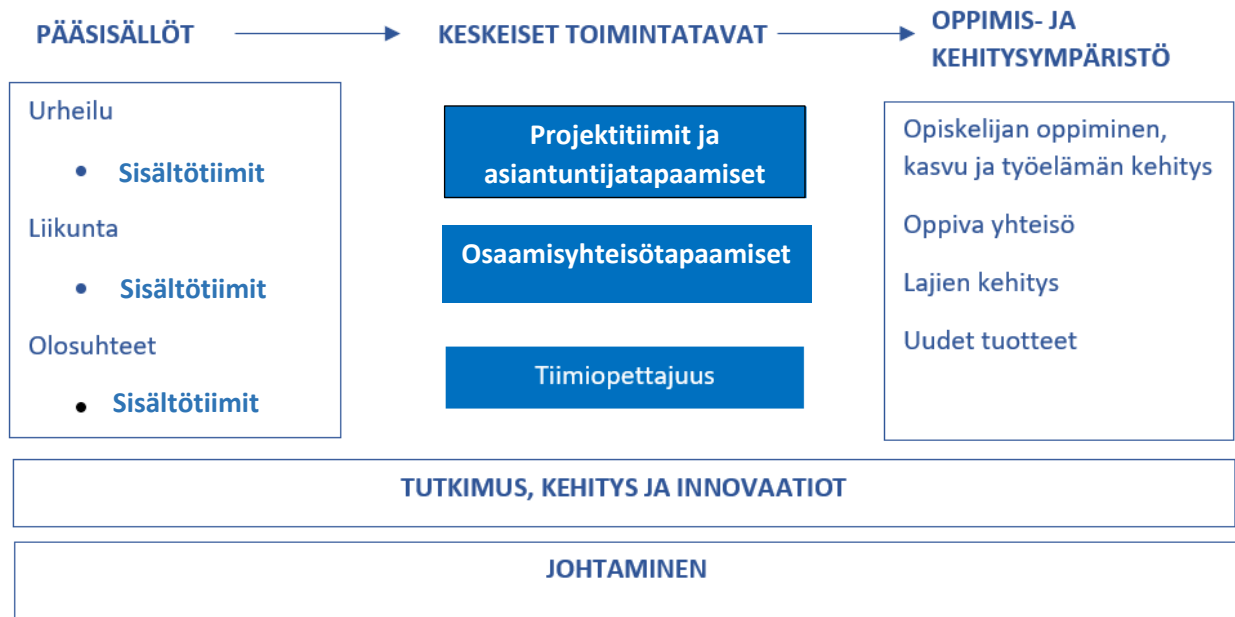 PÄÄSISÄLLÖT
KESKEISET TOIMINTATAVAT
OPPIMIS- JA
KEHITYSYMPÄRISTÖ
Urheilu
• Sisältötiimit
Liikunta
• Sisältötiimit
Olosuhteet
• Sisältötiimit
Projektitiimit ja
asiantuntijatapaamiset
Osaamisyhteisötapaamiset
Tiimiopettajuus
Opiskelijan oppiminen,
kasvu ja työelämän kehitys
Oppiva yhteisö
Lajien kehitys
Uudet tuotteet
TUTKIMUS, KEHITYS JA INNOVAATIOT
JOHTAMINEN